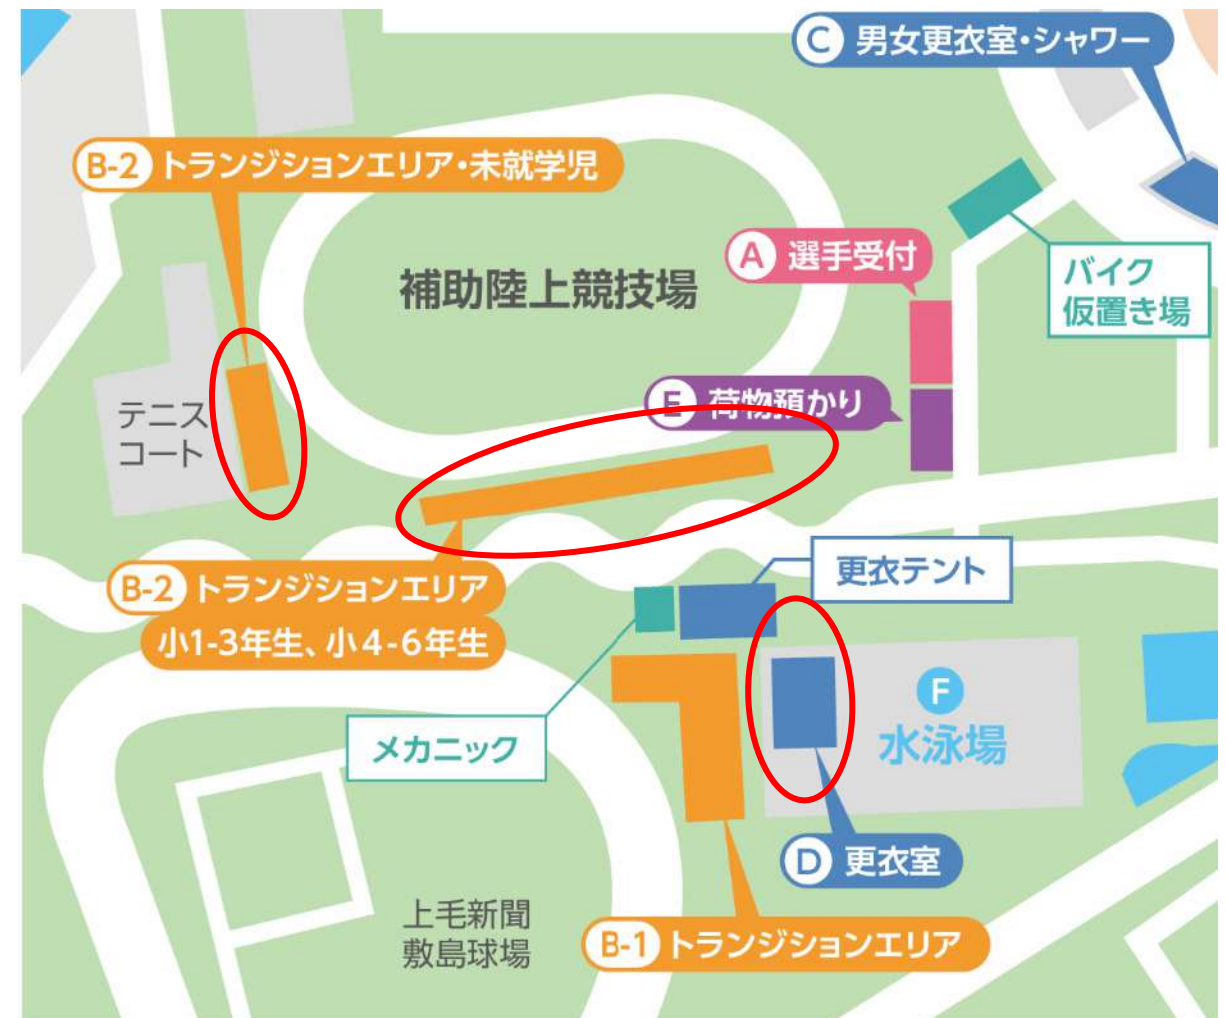 C 男女更衣室・シャワー
B-2 トランジションエリア・未就学児
A 選手受付
補助陸上競技場
バイク
仮置き場
E 荷物預かり
テニス
コート
更衣テント
B-2 トランジションエリア
小1-3年生、小4-6年生
F
水泳場
メカニック
D 更衣室
上毛新聞
敷島球場
B-1 トランジションエリア